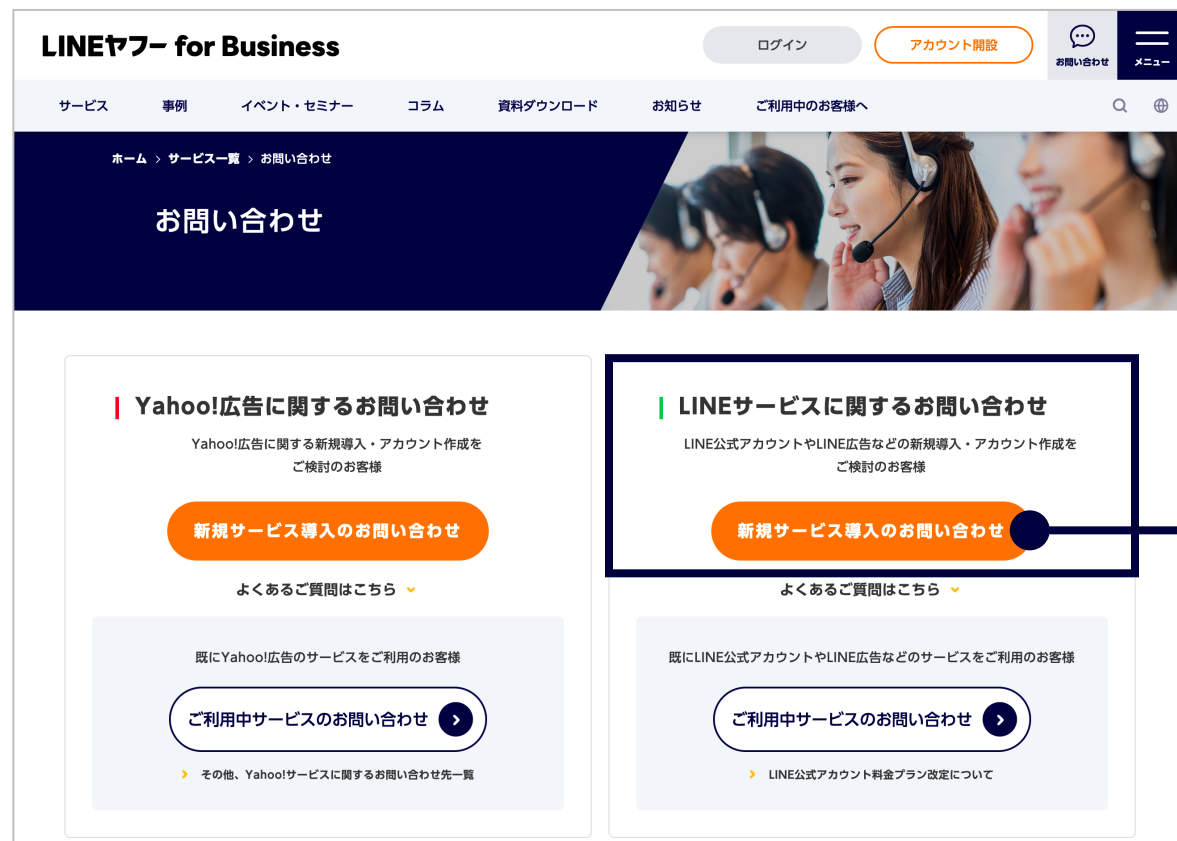 LINEヤフー for Business
ログイン
アカウント開設
お問い合わせ
メニュー
サービス
事例
イベント・セミナー
コラム
資料ダウンロード
お知らせ
ご利用中のお客様へ
ホーム > サービス一覧 > お問い合わせ
お問い合わせ
Yahoo!広告に関するお問い合わせ
Yahoo!広告に関する新規導入・アカウント作成を
ご検討のお客様
新規サービス導入のお問い合わせ
よくあるご質問はこちら
既にYahoo!広告のサービスをご利用のお客様
ご利用中サービスのお問い合わせ
その他、Yahoo!サービスに関するお問い合わせ先一覧
LINEサービスに関するお問い合わせ
LINE公式アカウントやLINE広告などの新規導入・アカウント作成を
ご検討のお客様
新規サービス導入のお問い合わせ
よくあるご質問はこちら
既にLINE公式アカウントやLINE広告などのサービスをご利用のお客様
ご利用中サービスのお問い合わせ
LINE公式アカウント料金プラン改定について